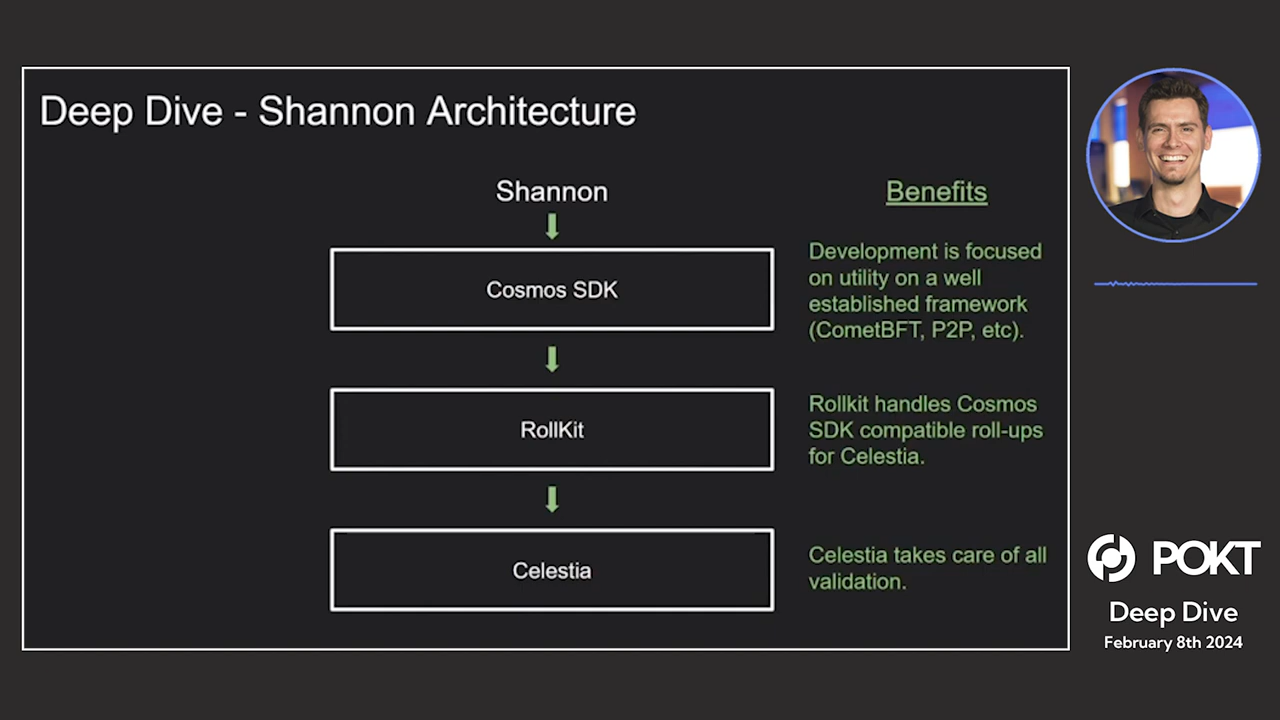 Deep Dive - Shannon Architecture
Shannon
Benefits
Cosmos SDK
Development is focused
on utility on a well
established framework
(CometBFT, P2P, etc).
RollKit
Rollkit handles Cosmos
SDK compatible roll-ups
for Celestia.
Celestia
Celestia takes care of all
validation.
POKT
Deep Dive
February 8th 2024